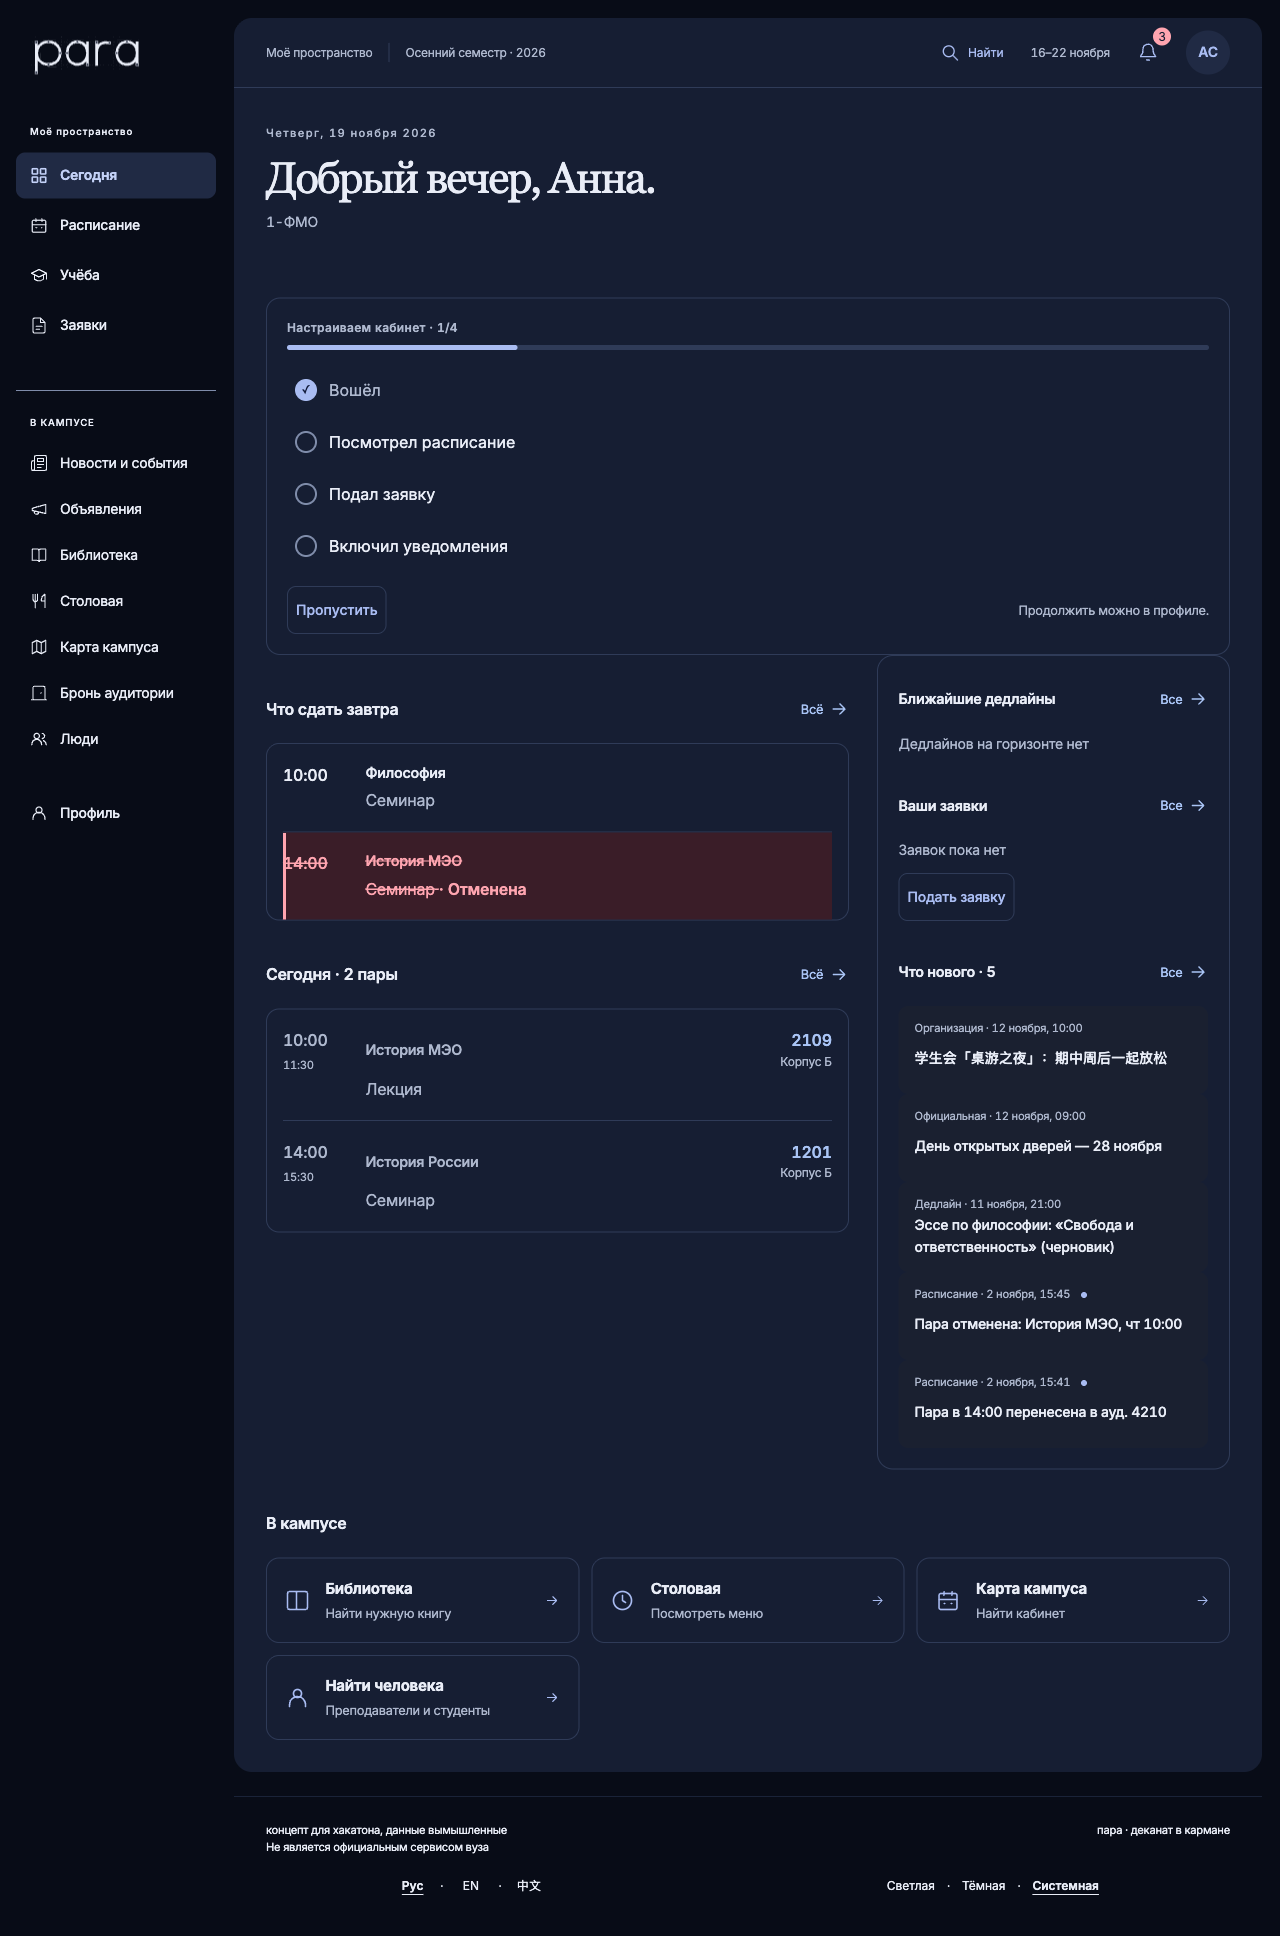 para
Моё пространство
Сегодня
Расписание
Учёба
Заявки
В КАМПУСЕ
Новости и события
Объявления
Библиотека
Столовая
Карта кампуса
Бронь аудитории
Люди
Профиль
Моё пространство
Осенний семестр · 2026
Найти
16–22 ноября
3
АС
Четверг, 19 ноября 2026
Добрый вечер, Анна.
1-ФМО
Настраиваем кабинет · 1/4
Вошёл
Посмотрел расписание
Подал заявку
Включил уведомления
Пропустить
Продолжить можно в профиле.
Что сдать завтра
Всё →
10:00
Философия
Семинар
14:00
История МЭО
Семинар · Отменена
Сегодня · 2 пары
Всё →
10:00
11:30
История МЭО
Лекция
2109
Корпус Б
14:00
15:30
История России
Семинар
1201
Корпус Б
Ближайшие дедлайны
Все →
Дедлайнов на горизонте нет
Ваши заявки
Все →
Заявок пока нет
Подать заявку
Что нового · 5
Все →
Организация · 12 ноября, 10:00
学生会「桌游之夜」：期中周后一起放松
Официальная · 12 ноября, 09:00
День открытых дверей — 28 ноября
Дедлайн · 11 ноября, 21:00
Эссе по философии: «Свобода и
ответственность» (черновик)
Расписание · 2 ноября, 15:45
Пара отменена: История МЭО, чт 10:00
Расписание · 2 ноября, 15:41
Пара в 14:00 перенесена в ауд. 4210
В кампусе
Библиотека
Найти нужную книгу
→
Столовая
Посмотреть меню
→
Карта кампуса
Найти кабинет
→
Найти человека
Преподаватели и студенты
→
концепт для хакатона, данные вымышленные
Не является официальным сервисом вуза
пара · деканат в кармане
Рус · EN · 中文
Светлая · Тёмная · Системная